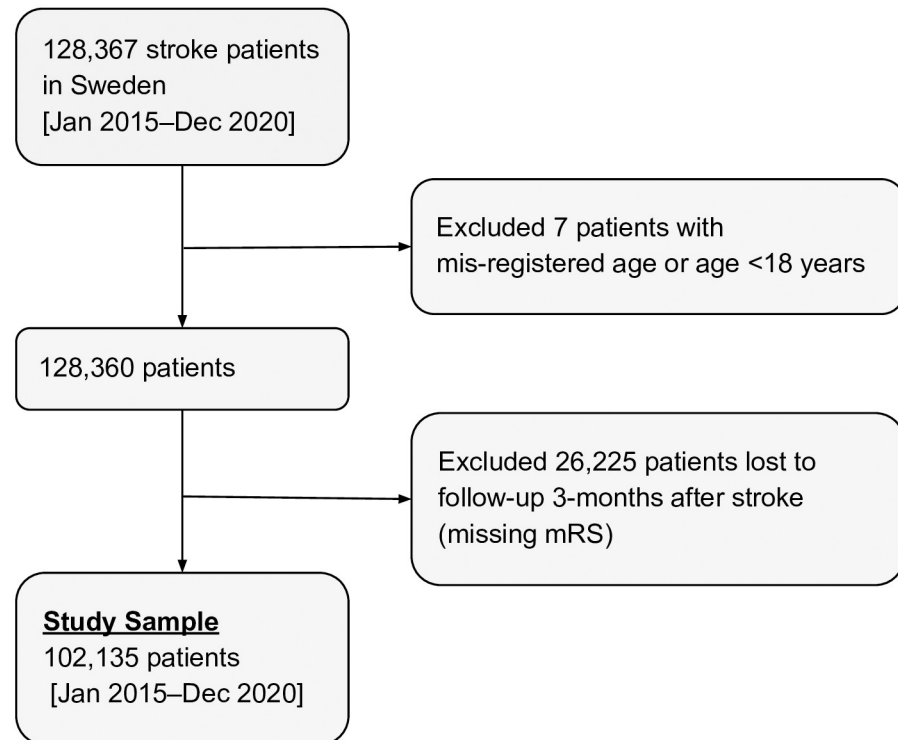 128,367 stroke patients
in Sweden
[Jan 2015–Dec 2020]
Excluded 7 patients with
mis-registered age or age <18 years
128,360 patients
Excluded 26,225 patients lost to
follow-up 3-months after stroke
(missing mRS)
Study Sample
102,135 patients
[Jan 2015–Dec 2020]